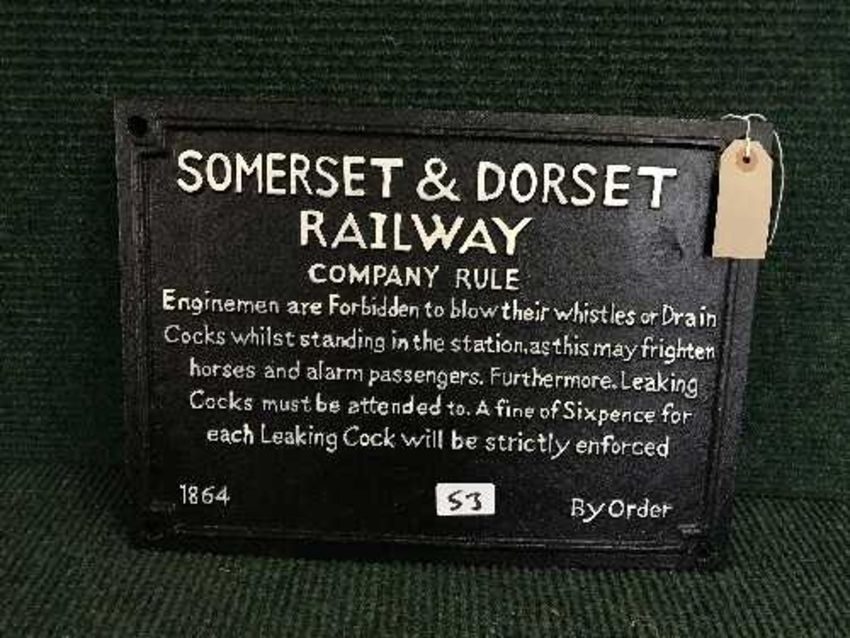 SOMERSET & DORSET
RAILWAY
COMPANY RULE
Enginemen are Forbidden to blow their whistles or Drain
Cocks whilst standing in the station, as this may frighten
horses and alarm passengers. Furthermore. Leaking
Cocks must be attended to. A fine of Sixpence for
each Leaking Cock will be strictly enforced
1864
53
By Order